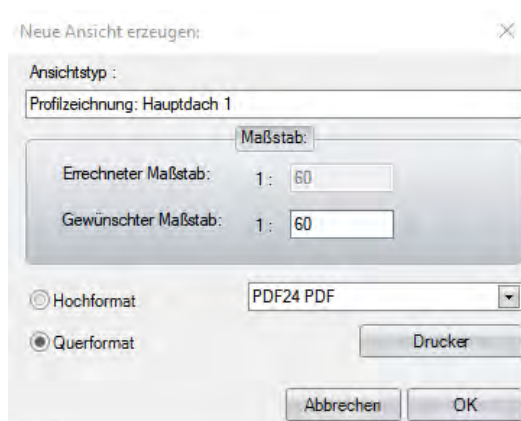 Neue Ansicht erzeugen:
Ansichtstyp :
Profilzeichnung: Hauptdach 1
Maßstab:
Errechneter Maßstab: 1 : 60
Gewünschter Maßstab: 1 : 60
Hochformat PDF24 PDF
Querformat Drucker
Abbrechen OK